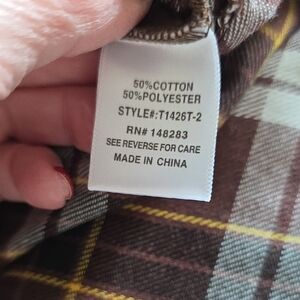 50%COTTON
50%POLYESTER
STYLE#:T1426T-2
RN# 148283
SEE REVERSE FOR CARE
MADE IN CHINA